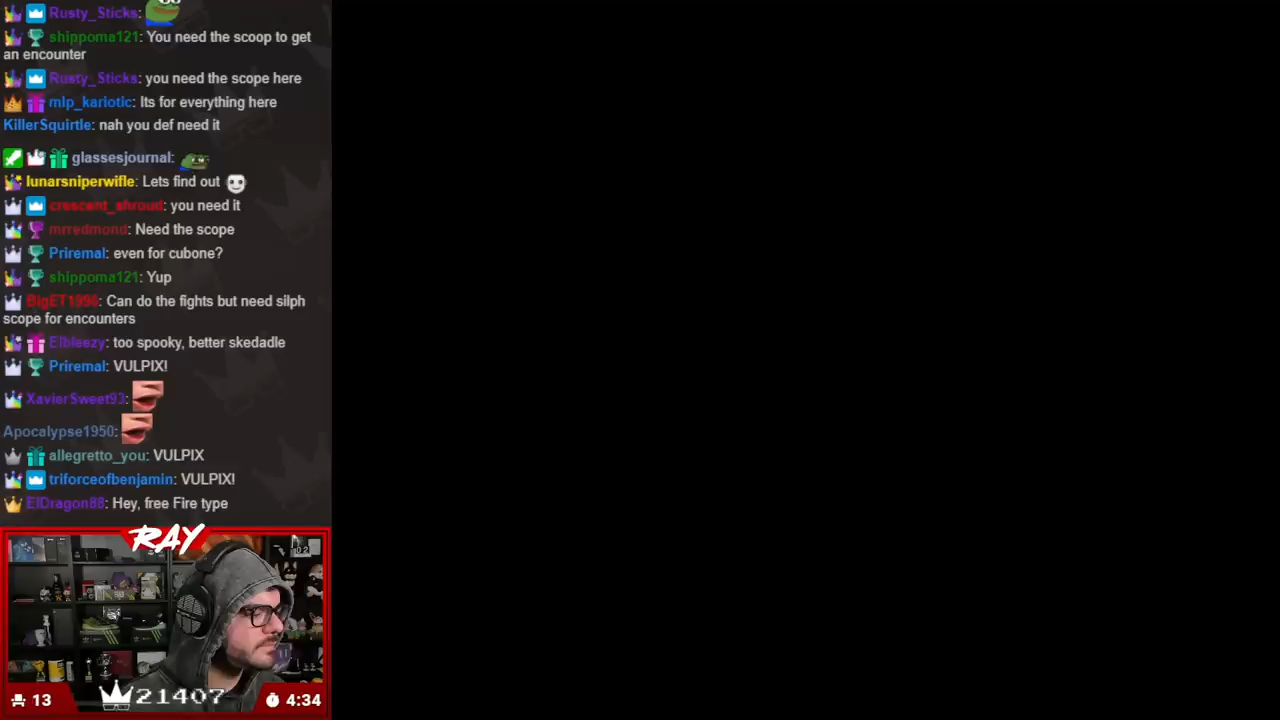 Rusty_Sticks:
shippoma121: You need the scoop to get
an encounter
Rusty_Sticks: you need the scope here
mlp_kariotic: Its for everything here
KillerSquirtle: nah you def need it
glassesjournal:
lunarsniperwifle: Lets find out
crescent_shroud: you need it
mrredmond: Need the scope
Priremal: even for cubone?
shippoma121: Yup
BigET1996: Can do the fights but need silph
scope for encounters
Elbleezy: too spooky, better skedadle
Priremal: VULPIX!
XavierSweet93:
Apocalypse1950:
allegretto_you: VULPIX
triforceofbenjamin: VULPIX!
ElDragon88: Hey, free Fire type
RAY
13
21407
4:34